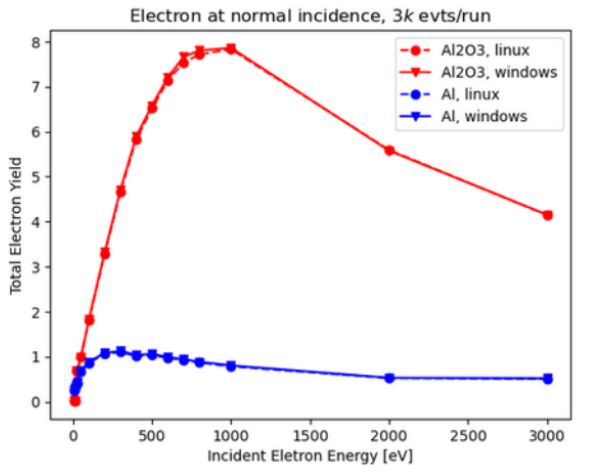 Electron at normal incidence, 3k evts/run
Al2O3, linux
Al2O3, windows
Al, linux
Al, windows
Total Electron Yield
8
7
6
5
4
3
2
1
0
0 500 1000 1500 2000 2500 3000
Incident Eletron Energy [eV]